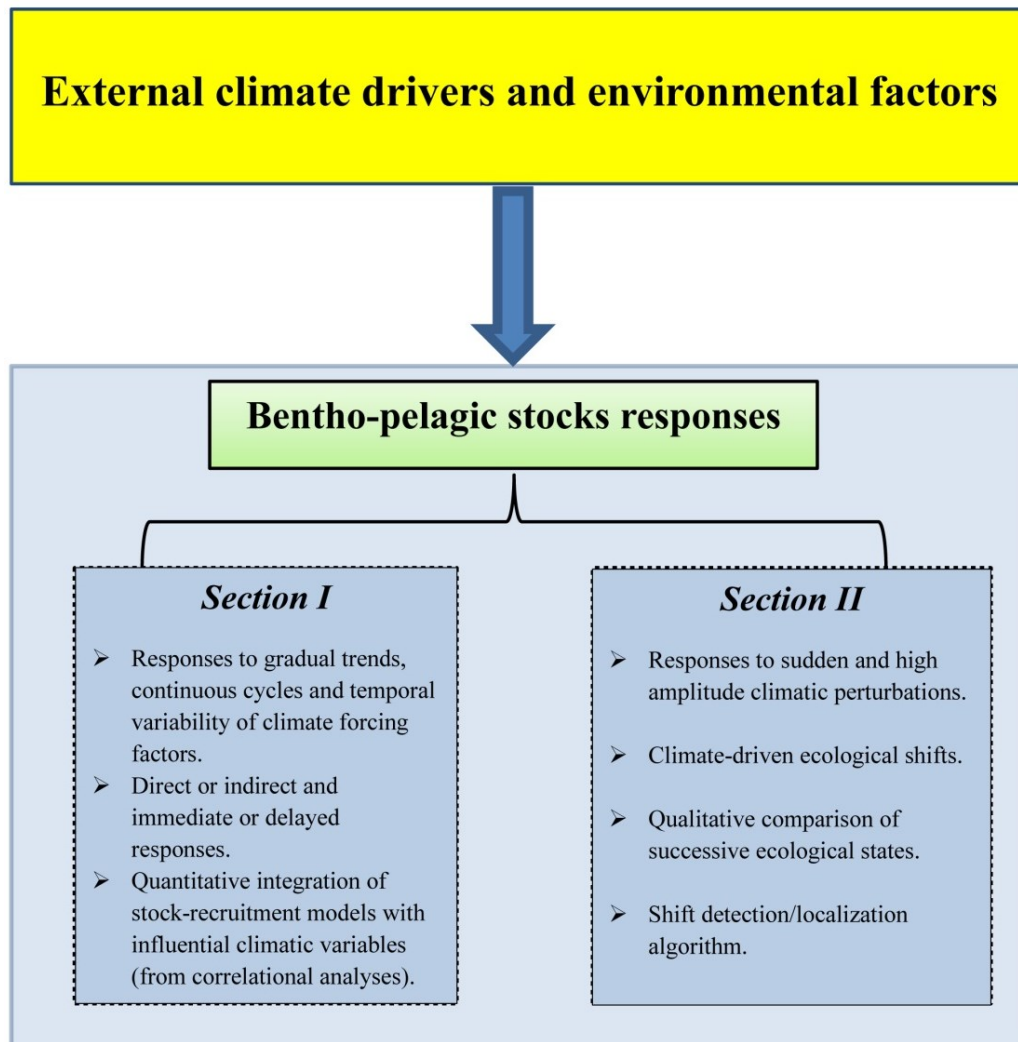 External climate drivers and environmental factors
Bentho-pelagic stocks responses
Section I
➢ Responses to gradual trends,
continuous cycles and temporal
variability of climate forcing
factors.
➢ Direct or indirect and
immediate or delayed
responses.
➢ Quantitative integration of
stock-recruitment models with
influential climatic variables
(from correlational analyses).
Section II
➢ Responses to sudden and high
amplitude climatic perturbations.
➢ Climate-driven ecological shifts.
➢ Qualitative comparison of
successive ecological states.
➢ Shift detection/localization
algorithm.